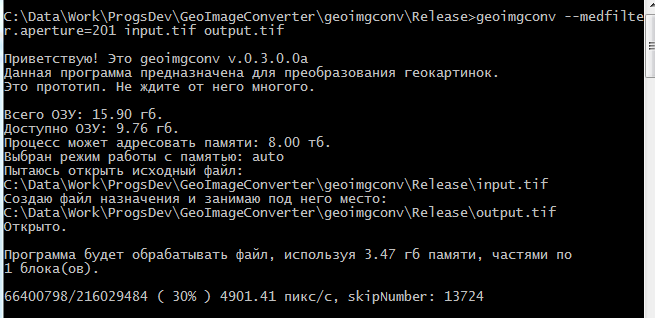 C:\Data\Work\ProgsDev\GeoImageConverter\geoimgconv\Release>geoimgconv --medfilte
r.aperture=201 input.tif output.tif
Приветствую! Это geoimgconv v.0.3.0.0a
Данная программа предназначена для преобразования геокартинок.
Это прототип. Не ждите от него многого.
Всего ОЗУ: 15.90 гб.
Доступно ОЗУ: 9.76 гб.
Процесс может адресовать памяти: 8.00 тб.
Выбран режим работы с памятью: auto
Пытаюсь открыть исходный файл:
C:\Data\Work\ProgsDev\GeoImageConverter\geoimgconv\Release\input.tif
Создаю файл назначения и занимаю под него место:
C:\Data\Work\ProgsDev\GeoImageConverter\geoimgconv\Release\output.tif
Открыто.
Программа будет обрабатывать файл, используя 3.47 гб памяти, частями по
1 блока(ов).
66400798/216029484 ( 30% ) 4901.41 пикс/с, skipNumber: 13724